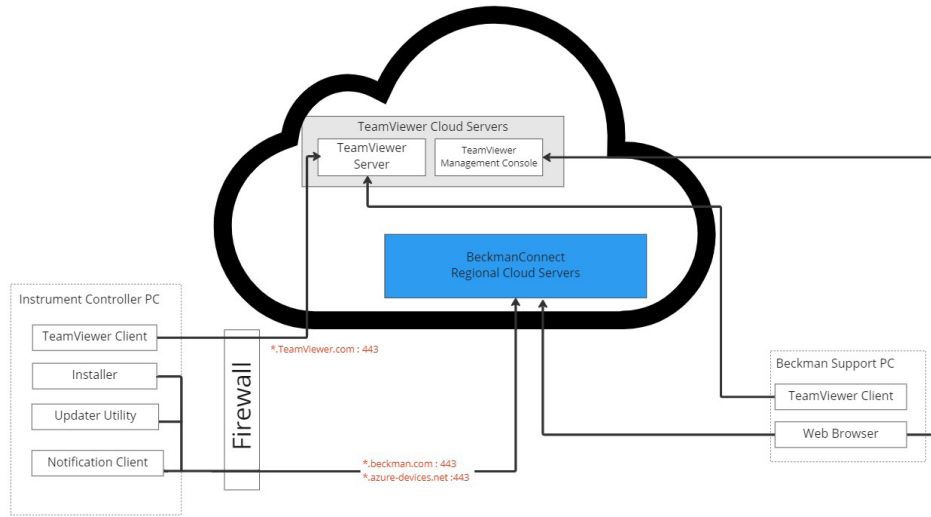 TeamViewer Cloud Servers
TeamViewer
Server
TeamViewer
Management Console
BeckmanConnect
Regional Cloud Servers
Instrument Controller PC
TeamViewer Client
Installer
Updater Utility
Notification Client
Firewall
*.TeamViewer.com : 443
*.beckman.com : 443
*.azure-devices.net :443
Beckman Support PC
TeamViewer Client
Web Browser